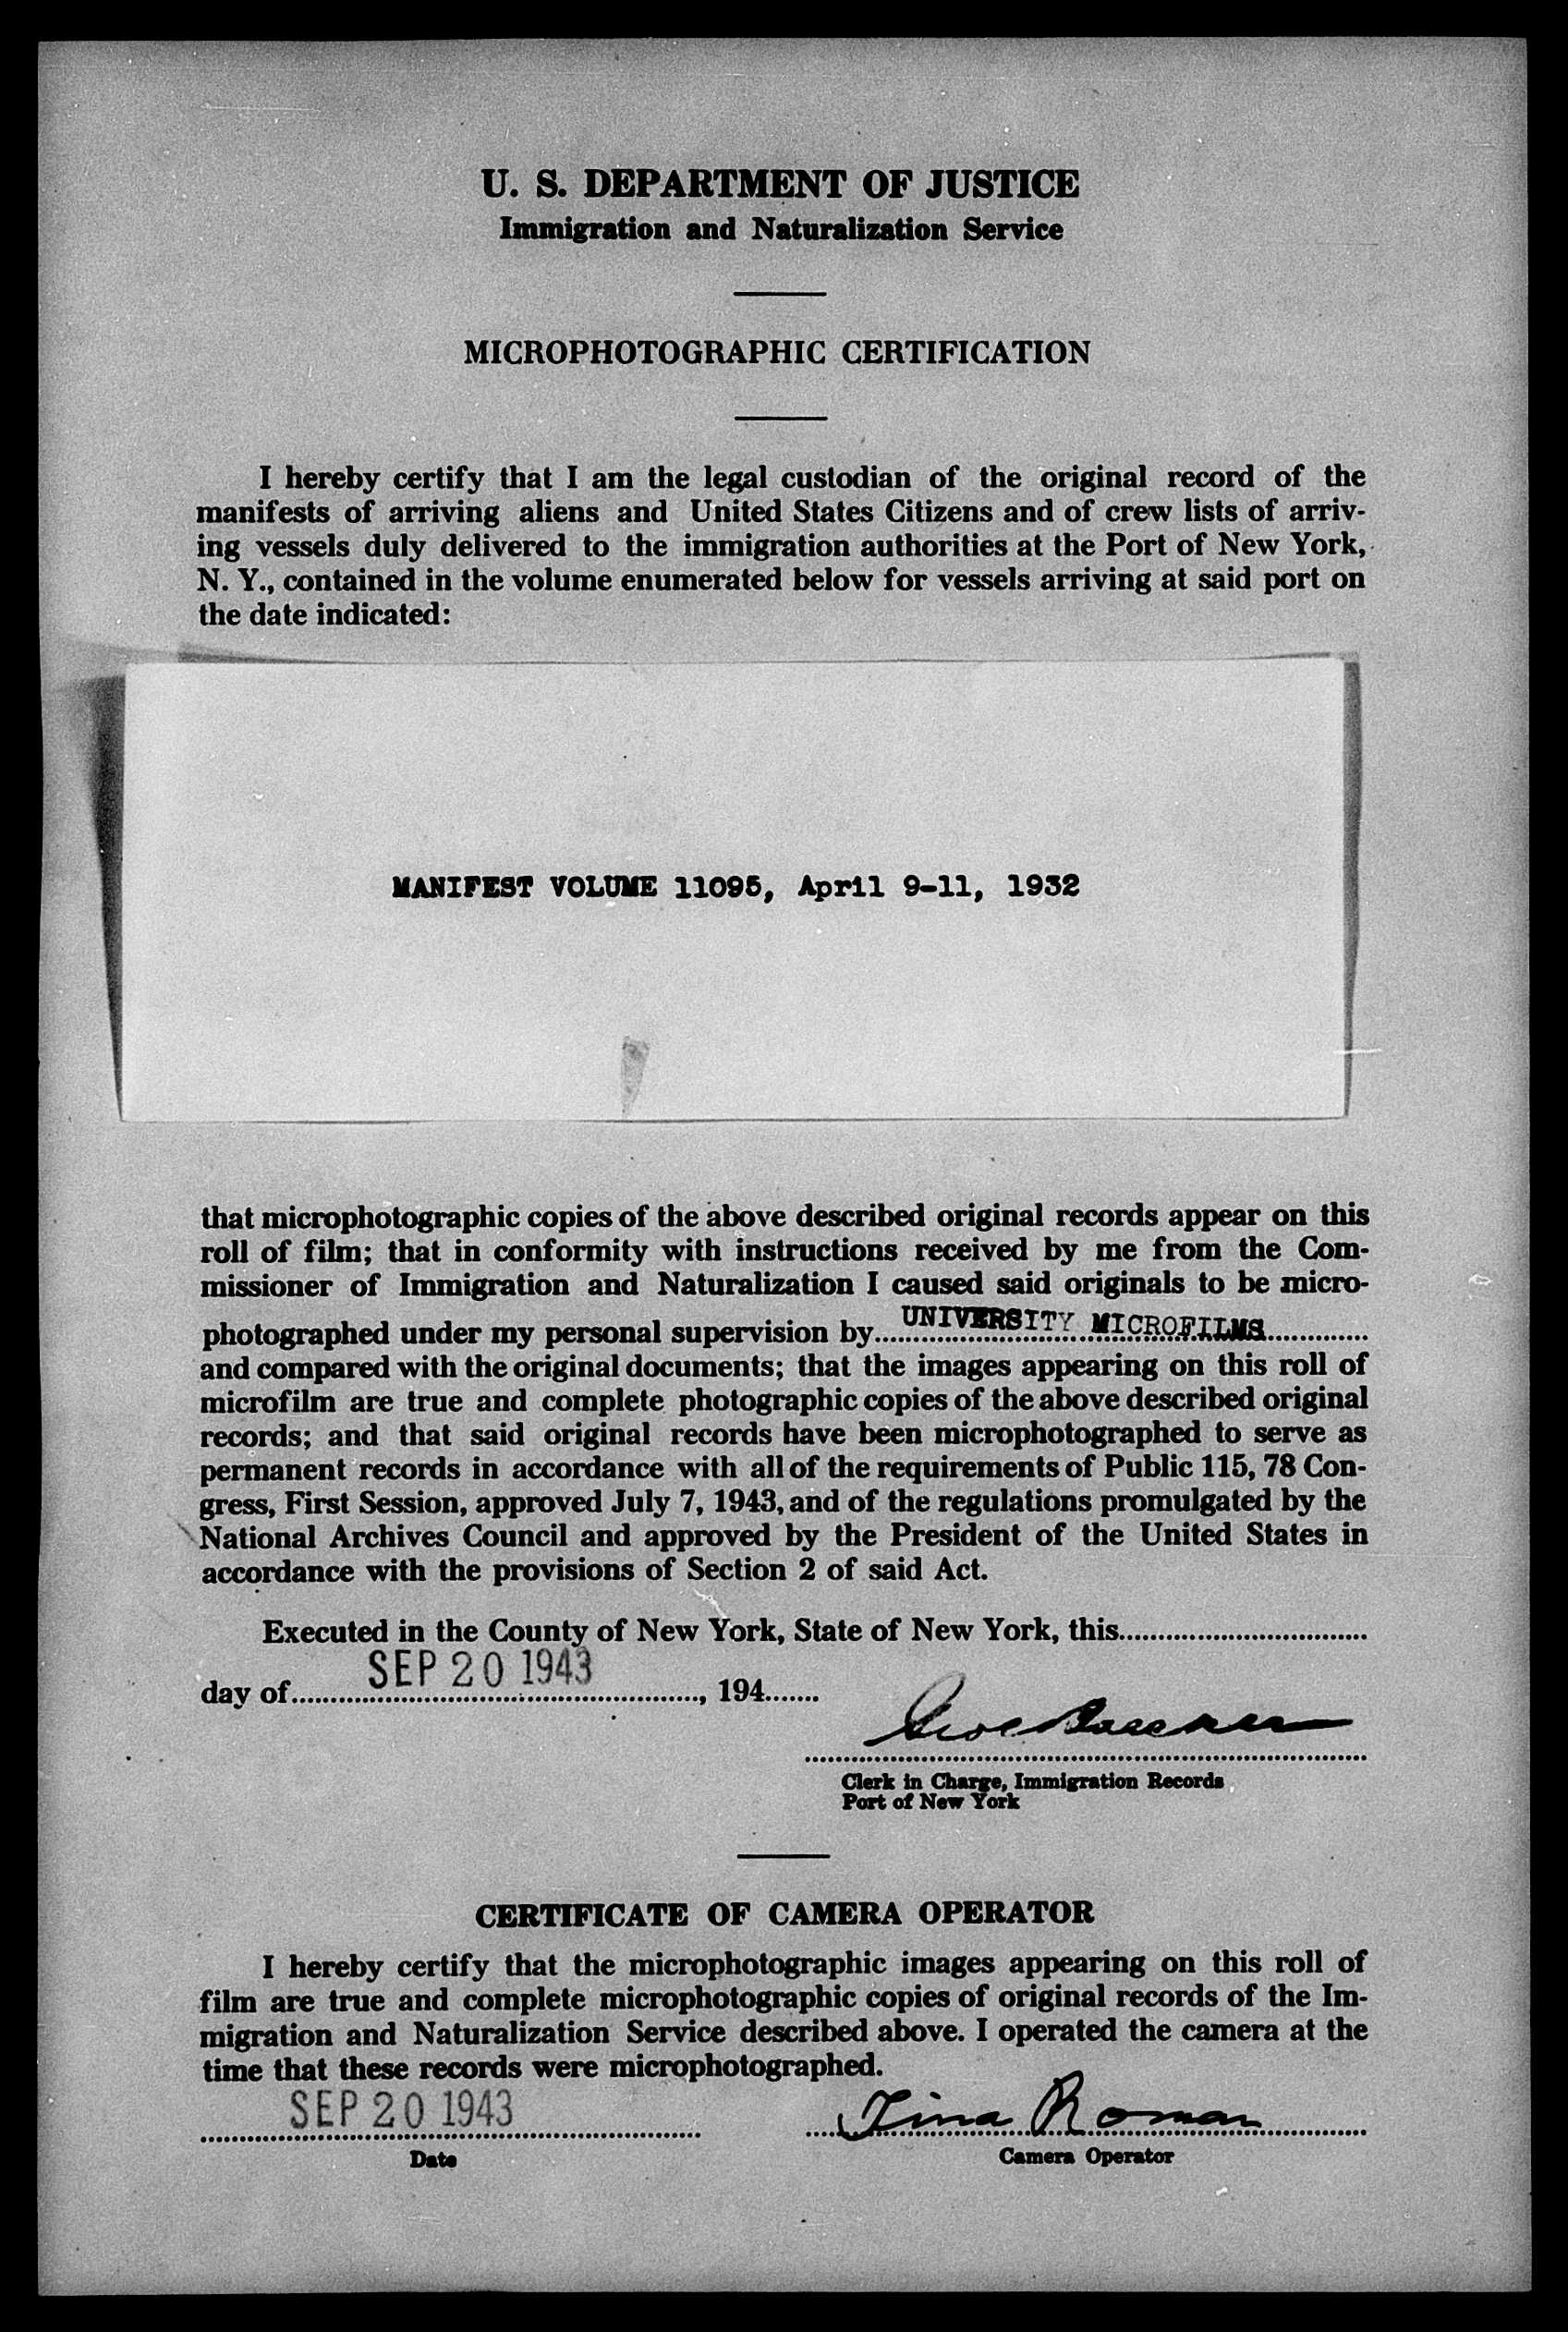 U. S. DEPARTMENT OF JUSTICE
Immigration and Naturalization Service
MICROPHOTOGRAPHIC CERTIFICATION
I hereby certify that I am the legal custodian of the original record of the
manifests of arriving aliens and United States Citizens and of crew lists of arriv-
ing vessels duly delivered to the immigration authorities at the Port of New York,
N. Y., contained in the volume enumerated below for vessels arriving at said port on
the date indicated:
MANIFEST VOLUME 11095, April 9-11, 1932
that microphotographic copies of the above described original records appear on this
roll of film; that in conformity with instructions received by me from the Com-
missioner of Immigration and Naturalization I caused said originals to be micro-
photographed under my personal supervision by UNIVERSITY MICROFILMS
and compared with the original documents; that the images appearing on this roll of
microfilm are true and complete photographic copies of the above described original
records; and that said original records have been microphotographed to serve as
permanent records in accordance with all of the requirements of Public 115, 78 Con-
gress, First Session, approved July 7, 1943, and of the regulations promulgated by the
National Archives Council and approved by the President of the United States in
accordance with the provisions of Section 2 of said Act.
Executed in the County of New York, State of New York, this
day of SEP 20 1943, 194
Clerk in Charge, Immigration Records
Port of New York
CERTIFICATE OF CAMERA OPERATOR
I hereby certify that the microphotographic images appearing on this roll of
film are true and complete microphotographic copies of original records of the Im-
migration and Naturalization Service described above. I operated the camera at the
time that these records were microphotographed.
SEP 20 1943 Tina Roman
Date Camera Operator